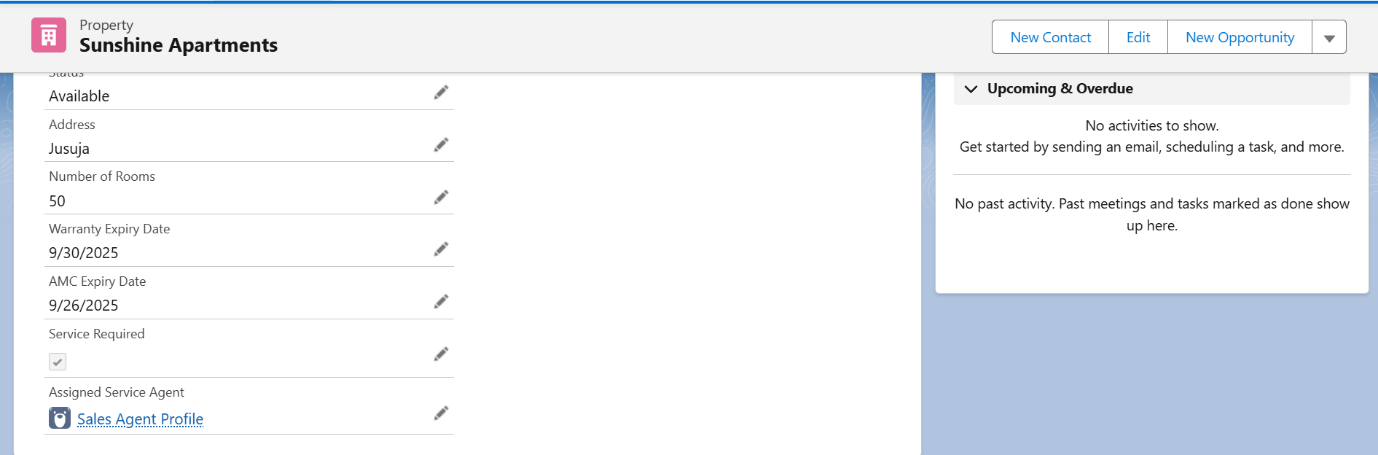 Property
Sunshine Apartments
New Contact
Edit
New Opportunity
Status
Available
Address
Jusuja
Number of Rooms
50
Warranty Expiry Date
9/30/2025
AMC Expiry Date
9/26/2025
Service Required
Assigned Service Agent
Sales Agent Profile
Upcoming & Overdue
No activities to show.
Get started by sending an email, scheduling a task, and more.
No past activity. Past meetings and tasks marked as done show
up here.